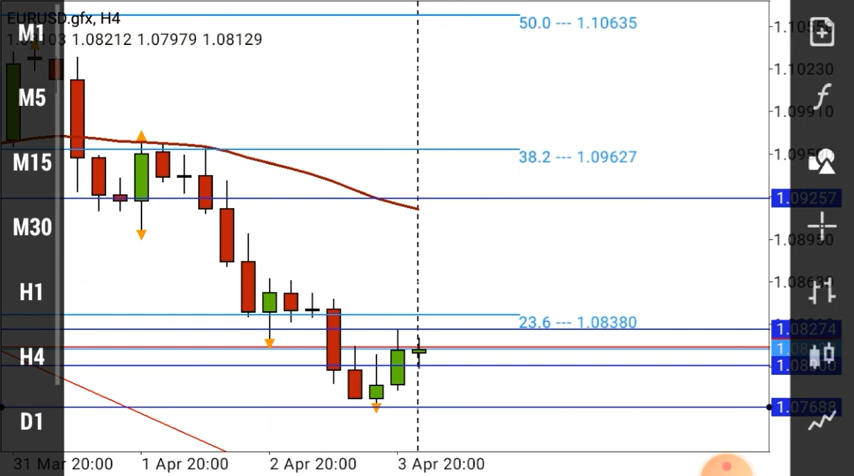 EURUSD.gfx, H4
1.08212 1.07979 1.08129
M1
M5
M15
M30
H1
H4
D1
50.0 --- 1.10635
38.2 --- 1.09627
23.6 --- 1.08380
1.10230
1.09910
1.09257
1.08950
1.08274
1.07688
31 Mar 20:00
1 Apr 20:00
2 Apr 20:00
3 Apr 20:00